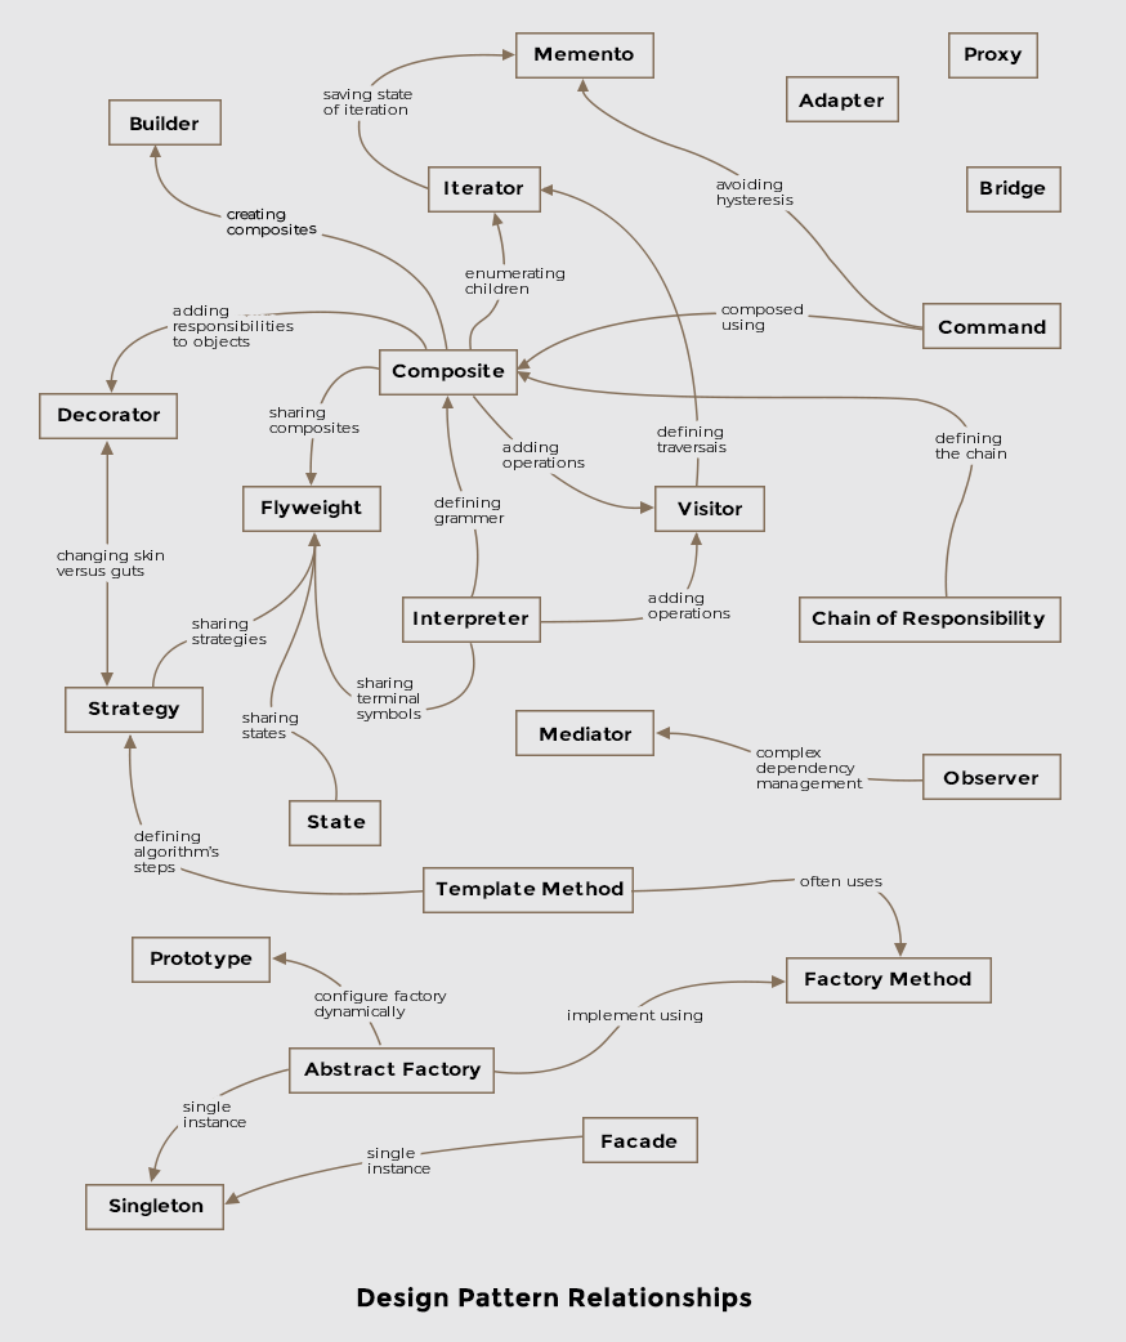 Memento
Proxy
Adapter
saving state
of iteration
Builder
Iterator
avoiding
hysteresis
Bridge
creating
composites
enumerating
children
adding
responsibilities
to objects
composed
using
Command
Composite
Decorator
sharing
composites
adding
operations
defining
traversais
defining
the chain
Flyweight
defining
grammer
Visitor
changing skin
versus guts
sharing
strategies
Interpreter
adding
operations
Chain of Responsibility
Strategy
sharing
states
sharing
terminal
symbols
Mediator
complex
dependency
management
Observer
State
defining
algorithm's
steps
Template Method
often uses
Prototype
configure factory
dynamically
implement using
Factory Method
Abstract Factory
single
instance
single
instance
Facade
Singleton
Design Pattern Relationships